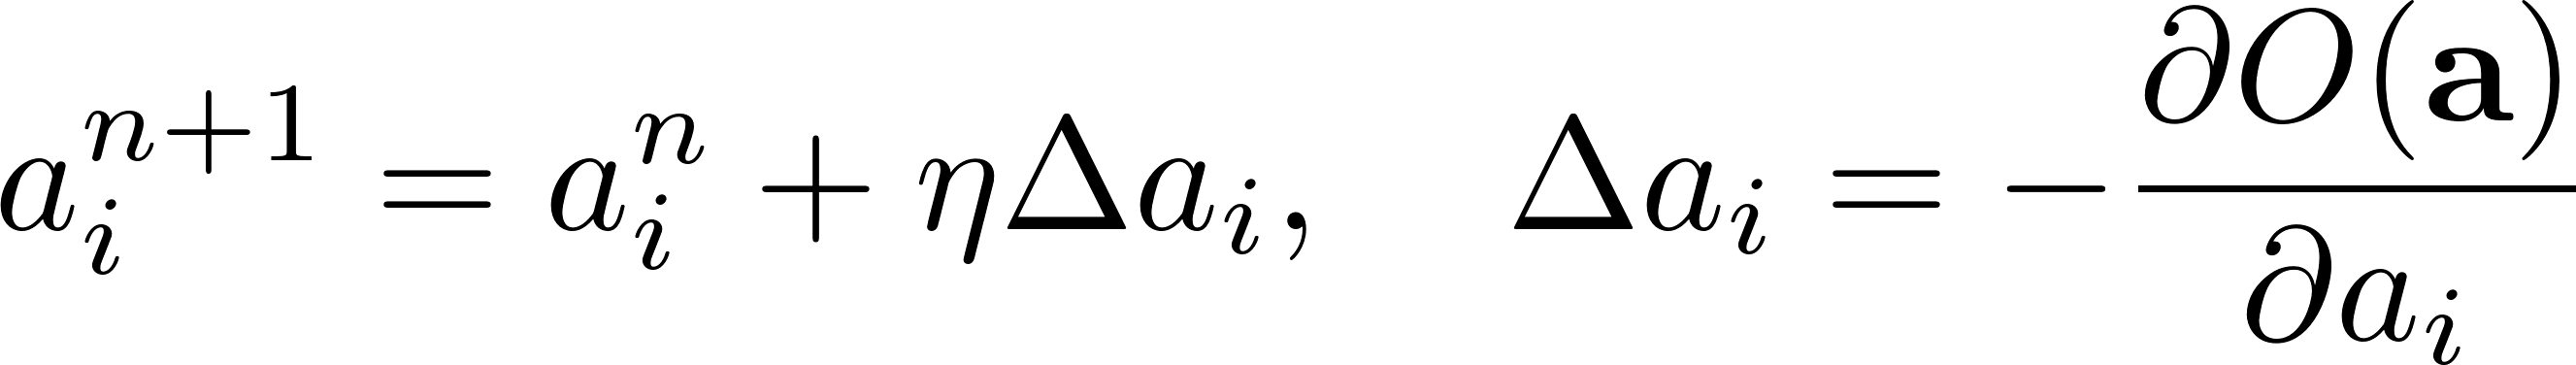 a_i^{n+1} = a_i^n + \eta \Delta a_i, \quad \Delta a_i = -\frac{\partial O(\mathbf{a})}{\partial a_i}